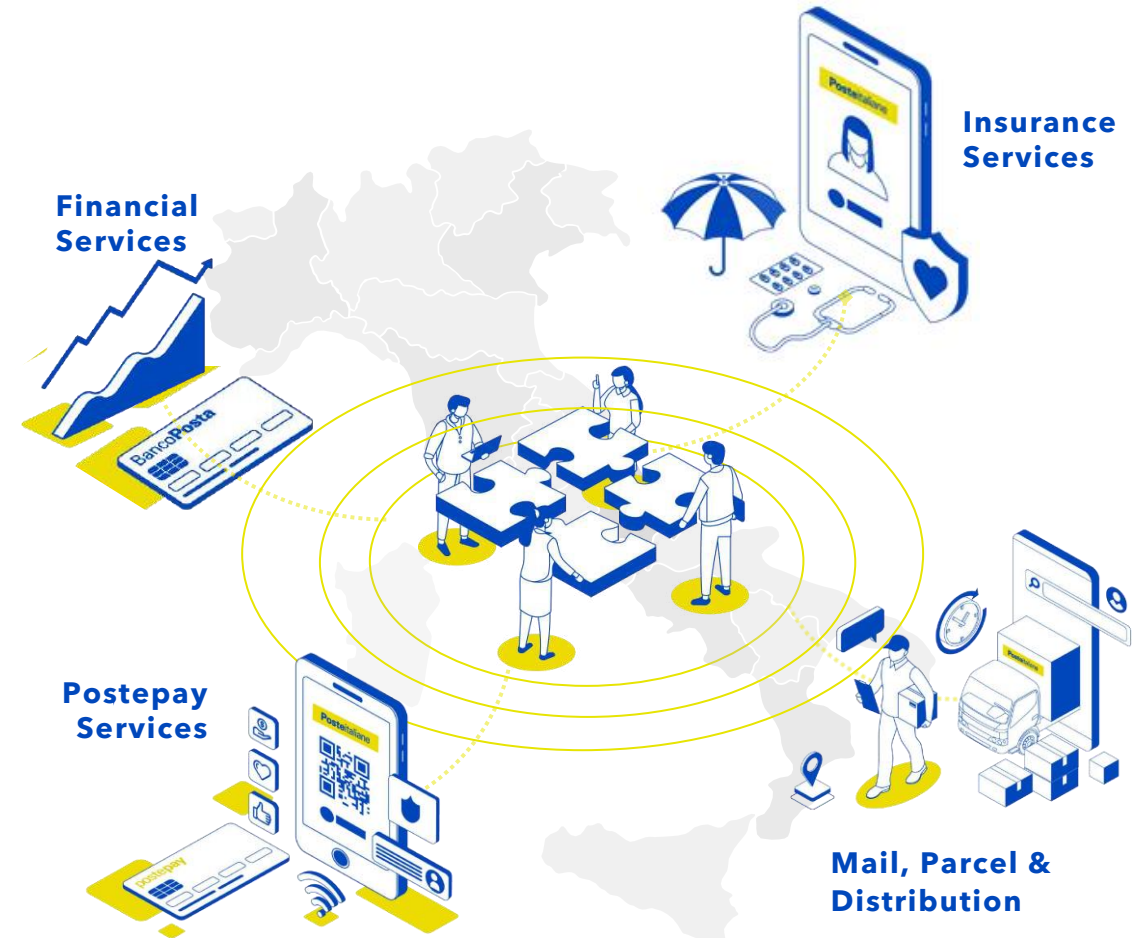 Posteitaliane
Insurance
Services
Financial
Services
BancoPosta
Postepay
Services
Posteitaliane
postepay
Posteitaliane
Mail, Parcel &
Distribution